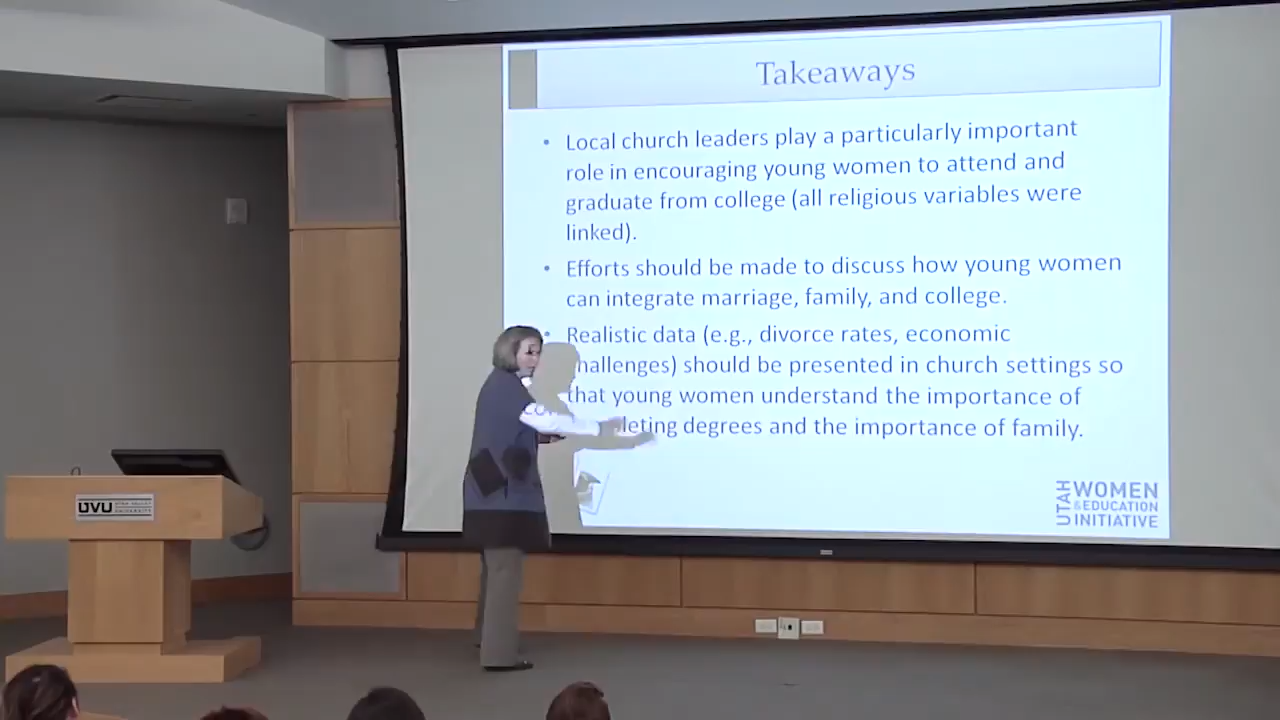 Takeaways
• Local church leaders play a particularly important
role in encouraging young women to attend and
graduate from college (all religious variables were
linked).
• Efforts should be made to discuss how young women
can integrate marriage, family, and college.
• Realistic data (e.g., divorce rates, economic
hallenges) should be presented in church settings so
that young women understand the importance of
leting degrees and the importance of family.
UTAH WOMEN
& EDUCATION
INITIATIVE
UVU UTAH VALLEY
UNIVERSITY